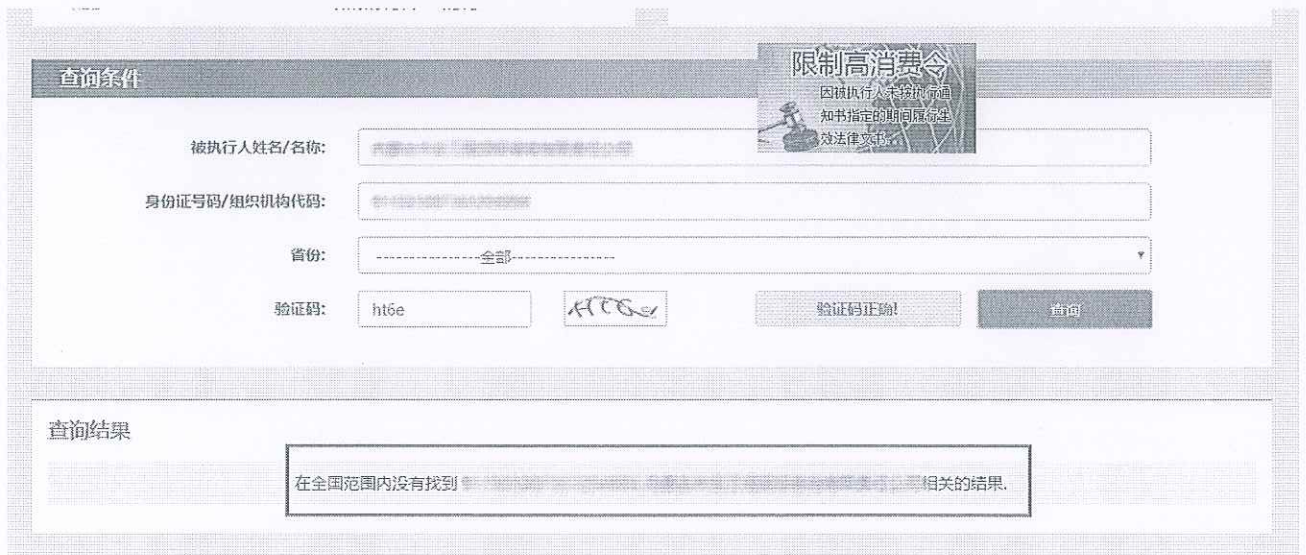 查询条件
限制高消费令
因被执行人未按执行通
知书指定的期间履行生
效法律文书...
被执行人姓名/名称:
身份证号码/组织机构代码:
省份:
-----------------全部-----------------
验证码:
ht6e
HT6e
验证码正确!
查询
查询结果
在全国范围内没有找到
相关的结果.